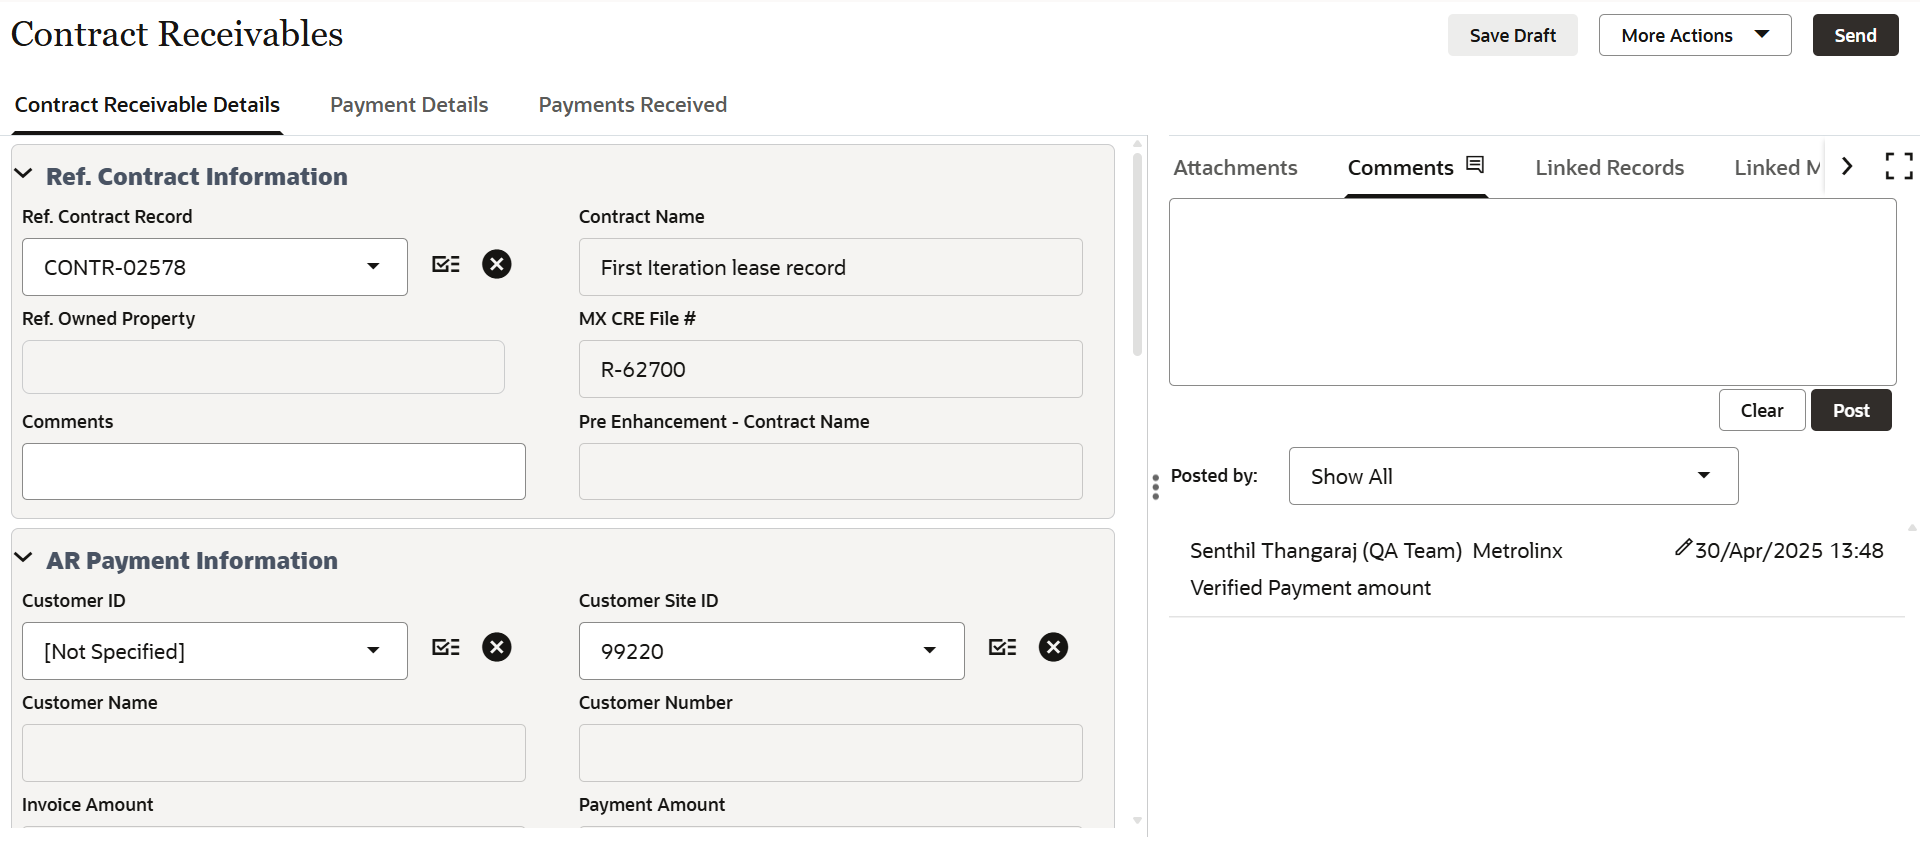 Contract Receivables
Save Draft
More Actions
Send
Contract Receivable Details
Payment Details
Payments Received
Ref. Contract Information
Ref. Contract Record
Contract Name
CONTR-02578
First Iteration lease record
Ref. Owned Property
MX CRE File #
R-62700
Comments
Pre Enhancement - Contract Name
AR Payment Information
Customer ID
Customer Site ID
[Not Specified]
99220
Customer Name
Customer Number
Invoice Amount
Payment Amount
Attachments
Comments
Linked Records
Linked M
Clear
Post
Posted by:
Show All
Senthil Thangaraj (QA Team) Metrolinx
30/Apr/2025 13:48
Verified Payment amount